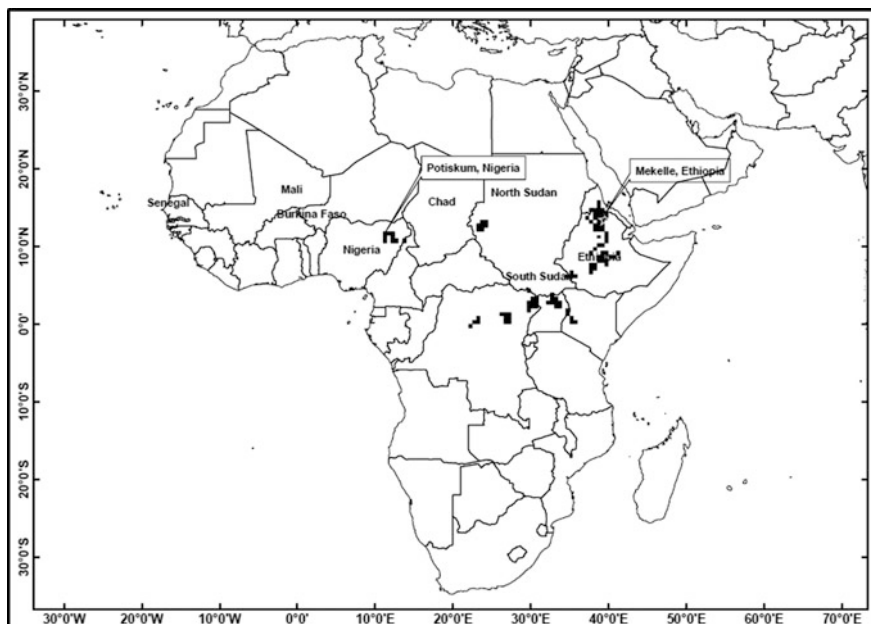 30°0'N
20°0'N
10°0'N
0°0'
10°0'S
20°0'S
30°0'S
Potiskum, Nigeria
Mekelle, Ethiopia
Mali
North Sudan
Senegal
Chad
Burkina Faso
Nigeria
Ethiopia
South Sudan
30°0'W
20°0'W
10°0'W
0°0'
10°0'E
20°0'E
30°0'E
40°0'E
50°0'E
60°0'E
70°0'E